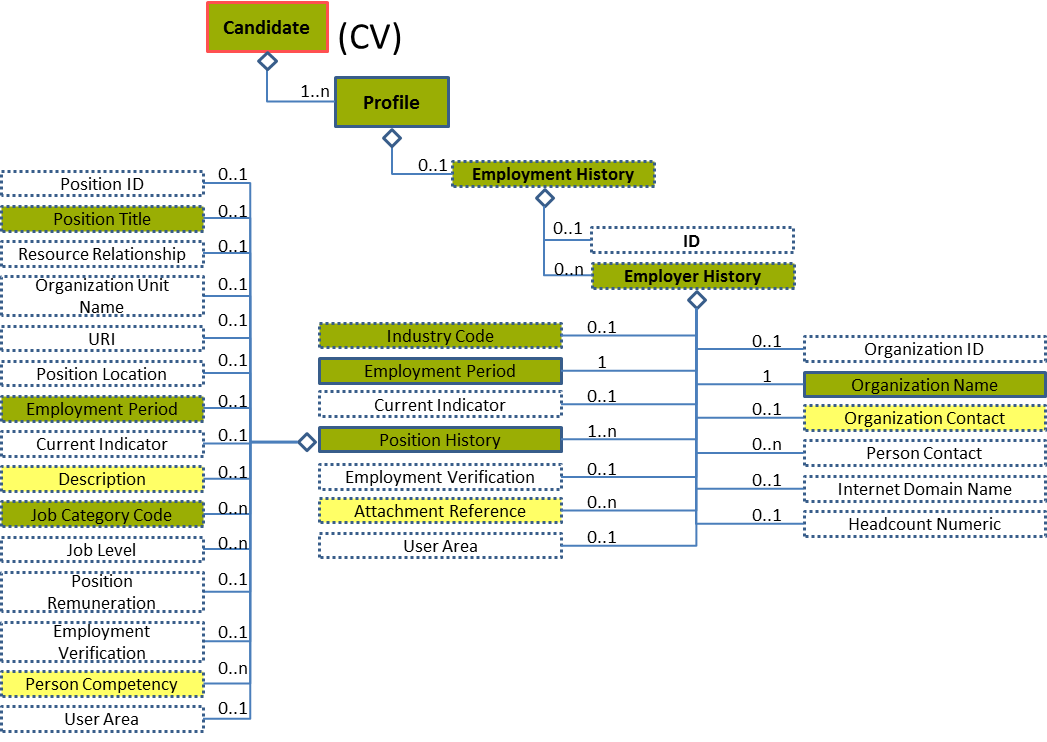 Candidate
(CV)
1..n
Profile
0..1
Employment History
0..1
ID
0..n
Employer History
0..1
Position ID
0..1
Position Title
0..1
Resource Relationship
0..1
Organization Unit
Name
0..1
URI
0..1
Position Location
0..1
Employment Period
0..1
Current Indicator
0..1
Description
0..n
Job Category Code
0..n
Job Level
0..1
Position
Remuneration
0..1
Employment
Verification
0..n
Person Competency
0..1
User Area
Industry Code
0..1
Employment Period
1
Current Indicator
0..1
Position History
1..n
Employment Verification
0..1
Attachment Reference
0..n
User Area
0..1
0..1
Organization ID
1
Organization Name
0..1
Organization Contact
0..n
Person Contact
0..1
Internet Domain Name
0..1
Headcount Numeric